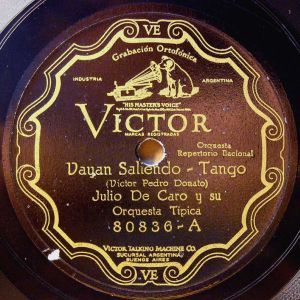 VE
Grabación Ortofónica
INDUSTRIA
ARGENTINA
"HIS MASTER'S VOICE"
VICTOR
MARCAS REGISTRADAS
Orquesta
Repertorio Nacional
Vayan Saliendo - Tango
(Victor Pedro Donato)
Julio De Caro y su
Orquesta Típica
80836-A
VICTOR TALKING MACHINE CO.
SUCURSAL ARGENTINA
BUENOS AIRES
VE